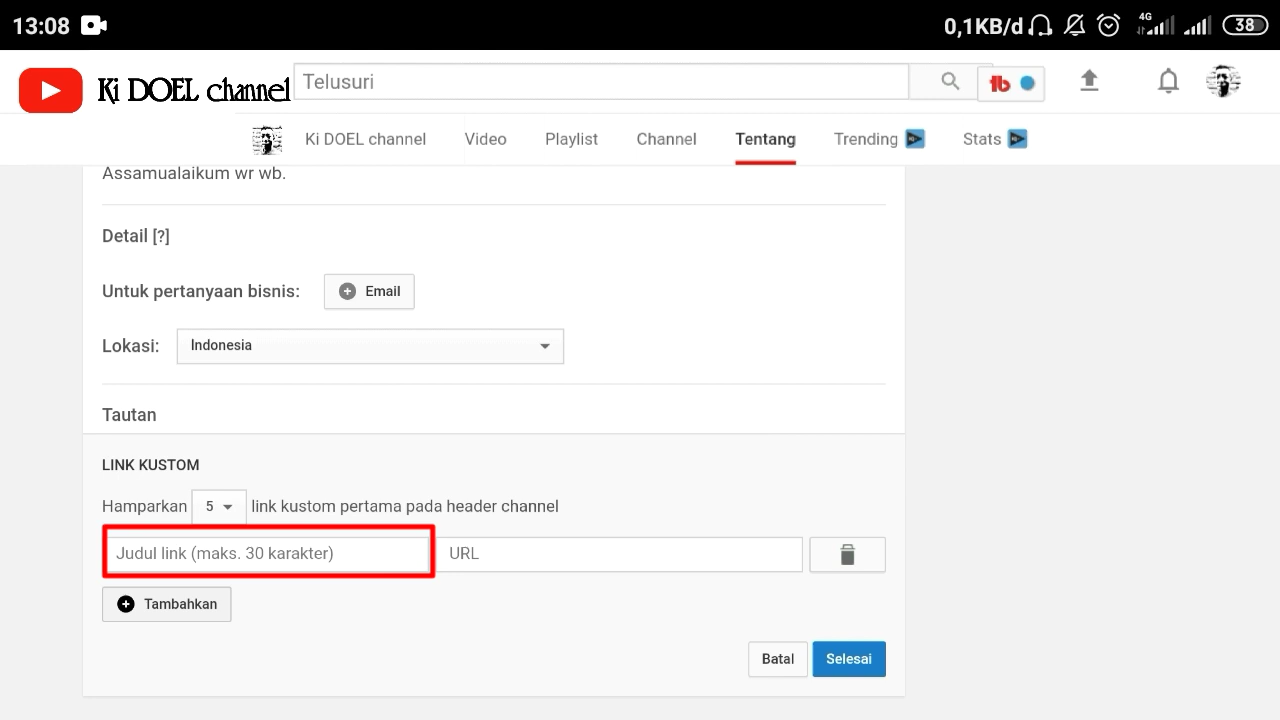 13:08 0,1KB/d 4G 38
Ki DOEL channel Telusuri tb
Ki DOEL channel Video Playlist Channel Tentang Trending Stats
Assamualaikum wr wb.
Detail [?]
Untuk pertanyaan bisnis: Email
Lokasi: Indonesia
Tautan
LINK KUSTOM
Hamparkan 5 link kustom pertama pada header channel
Judul link (maks. 30 karakter) URL
Tambahkan
Batal Selesai